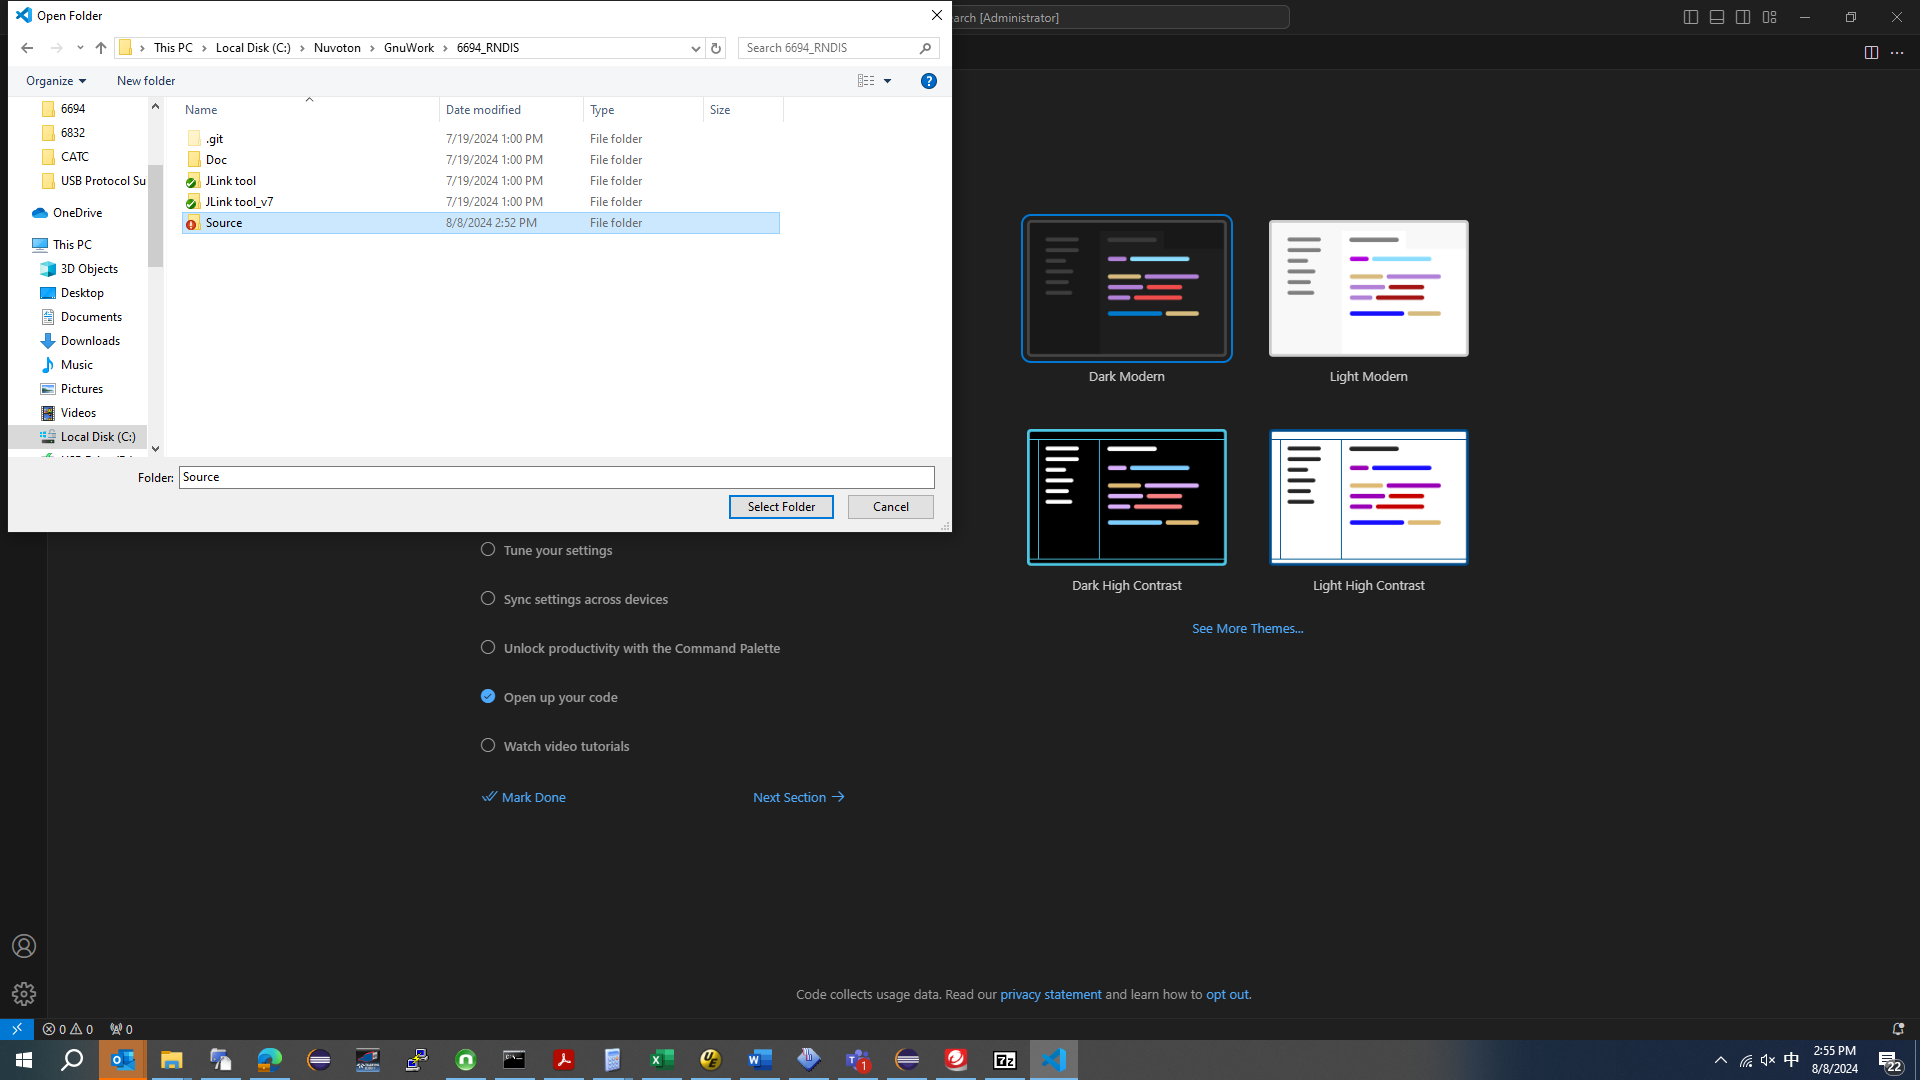 Open Folder
arch [Administrator]
This PC
Local Disk (C:)
Nuvoton
GnuWork
6694_RNDIS
Search 6694_RNDIS
Organize
New folder
6694
6832
CATC
USB Protocol Su
OneDrive
This PC
3D Objects
Desktop
Documents
Downloads
Music
Pictures
Videos
Local Disk (C:)
Name Date modified Type Size
.git 7/19/2024 1:00 PM File folder
Doc 7/19/2024 1:00 PM File folder
JLink tool 7/19/2024 1:00 PM File folder
JLink tool_v7 7/19/2024 1:00 PM File folder
Source 8/8/2024 2:52 PM File folder
Folder: Source
Select Folder
Cancel
Tune your settings
Sync settings across devices
Unlock productivity with the Command Palette
Open up your code
Watch video tutorials
Mark Done
Next Section
Dark Modern
Light Modern
Dark High Contrast
Light High Contrast
See More Themes...
Code collects usage data. Read our privacy statement and learn how to opt out.
0 0 0
中
2:55 PM
8/8/2024
22
1